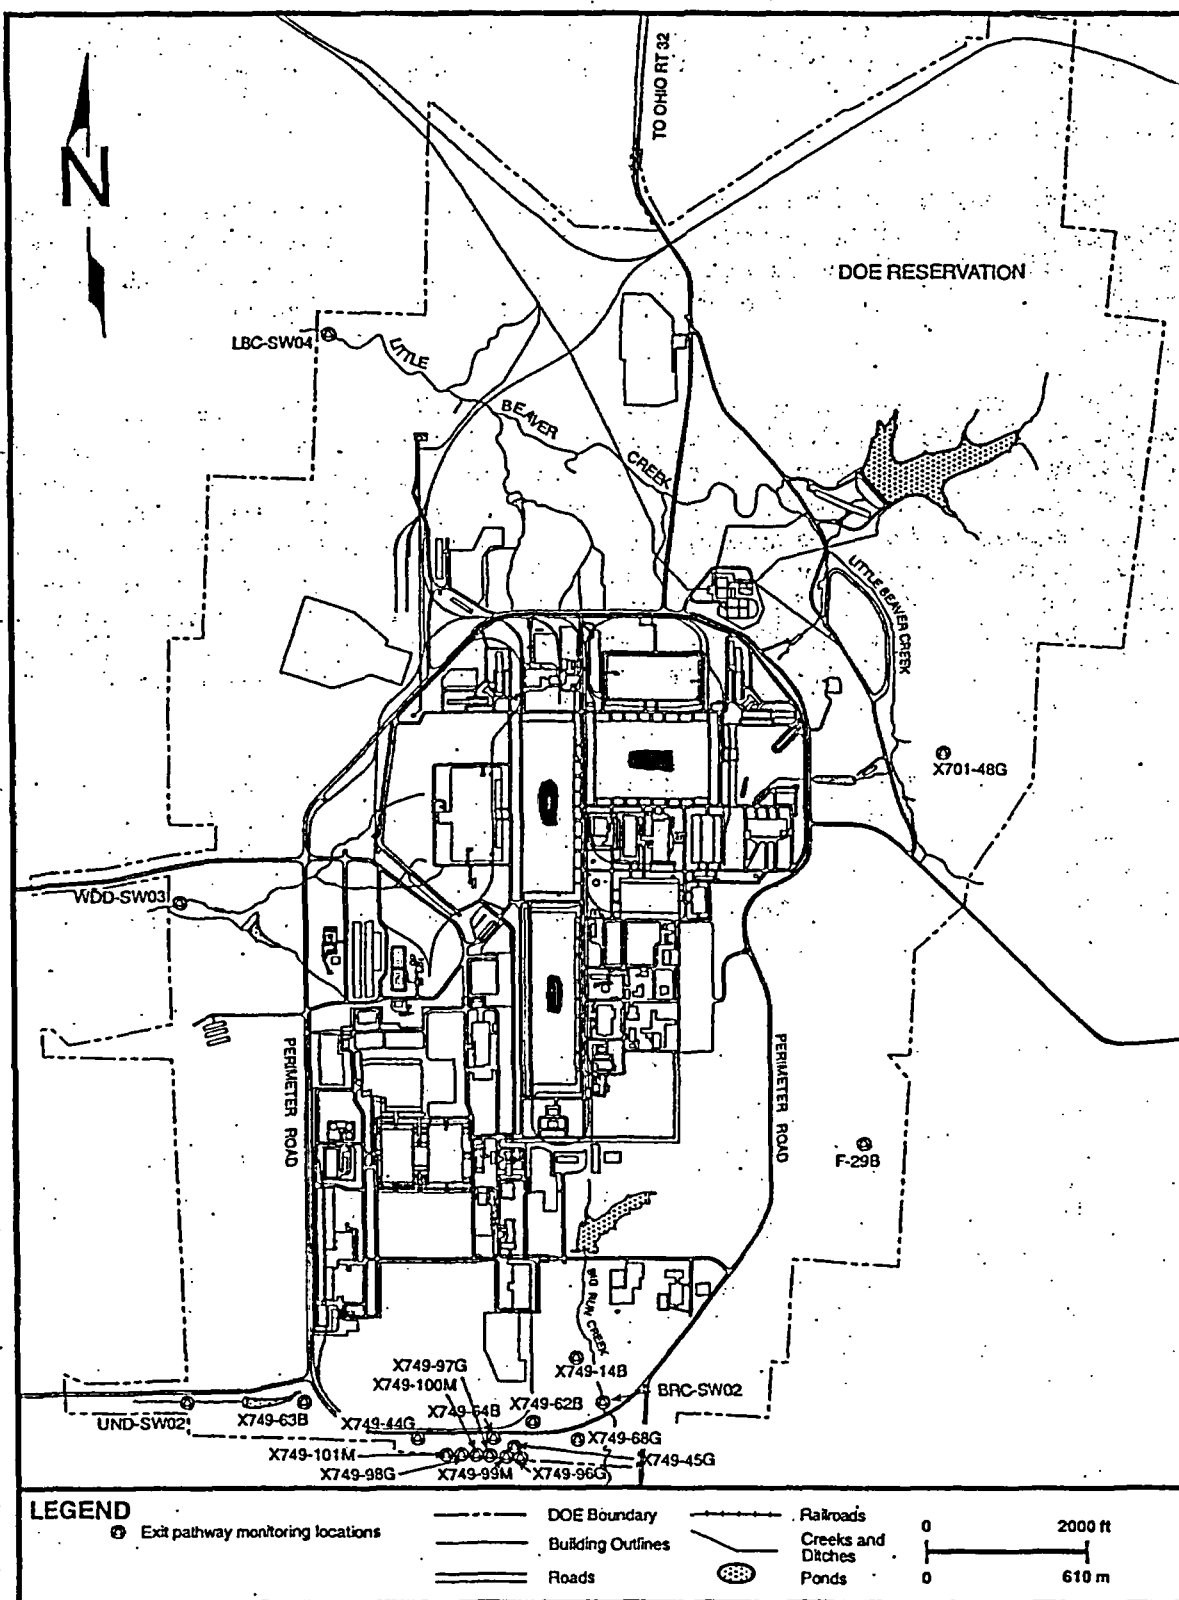 TO OHIO RT 32
N
DOE RESERVATION
LBC-SW04
LITTLE
BEAVER
CREEK
LITTLE BEAVER CREEK
X701-48G
WDD-SW03
PERIMETER ROAD
PERIMETER ROAD
F-29B
BIG RUN CREEK
X749-14B
X749-97G
X749-100M
BRC-SW02
X749-62B
X749-64B
UND-SW02
X749-63B
X749-44G
X749-68G
X749-101M
X749-45G
X749-98G
X749-99M
X749-96G
LEGEND
Exit pathway monitoring locations
DOE Boundary
Building Outlines
Roads
Railroads
Creeks and
Ditches
Ponds
0 2000 ft
0 610 m